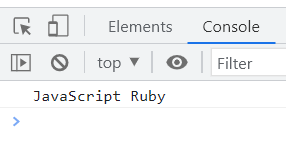 Elements Console
top Filter
JavaScript Ruby
>